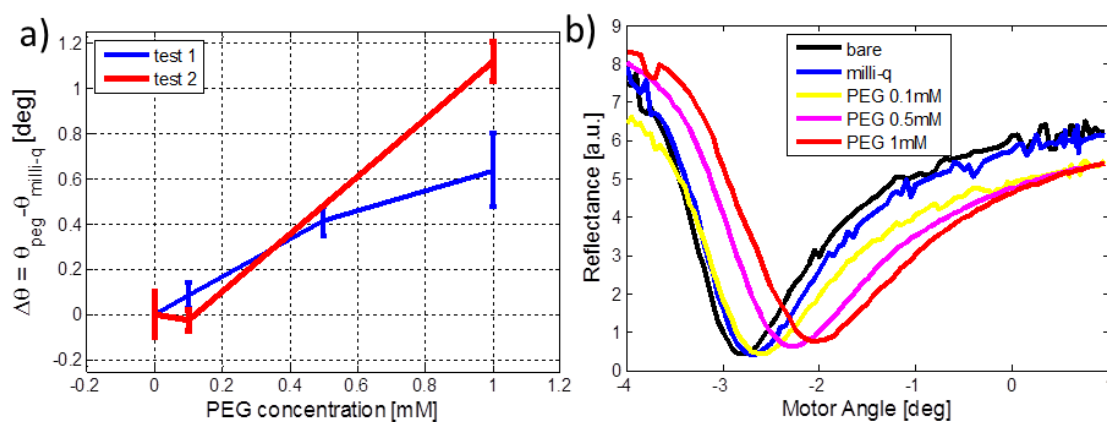 a)
test 1
test 2
Δθ = θ peg -θ milli-q [deg]
1.2
1
0.8
0.6
0.4
0.2
0
-0.2
-0.2 0 0.2 0.4 0.6 0.8 1 1.2
PEG concentration [mM]
b)
bare
milli-q
PEG 0.1mM
PEG 0.5mM
PEG 1mM
Reflectance [a.u.]
9
8
7
6
5
4
3
2
1
0
-4 -3 -2 -1 0
Motor Angle [deg]